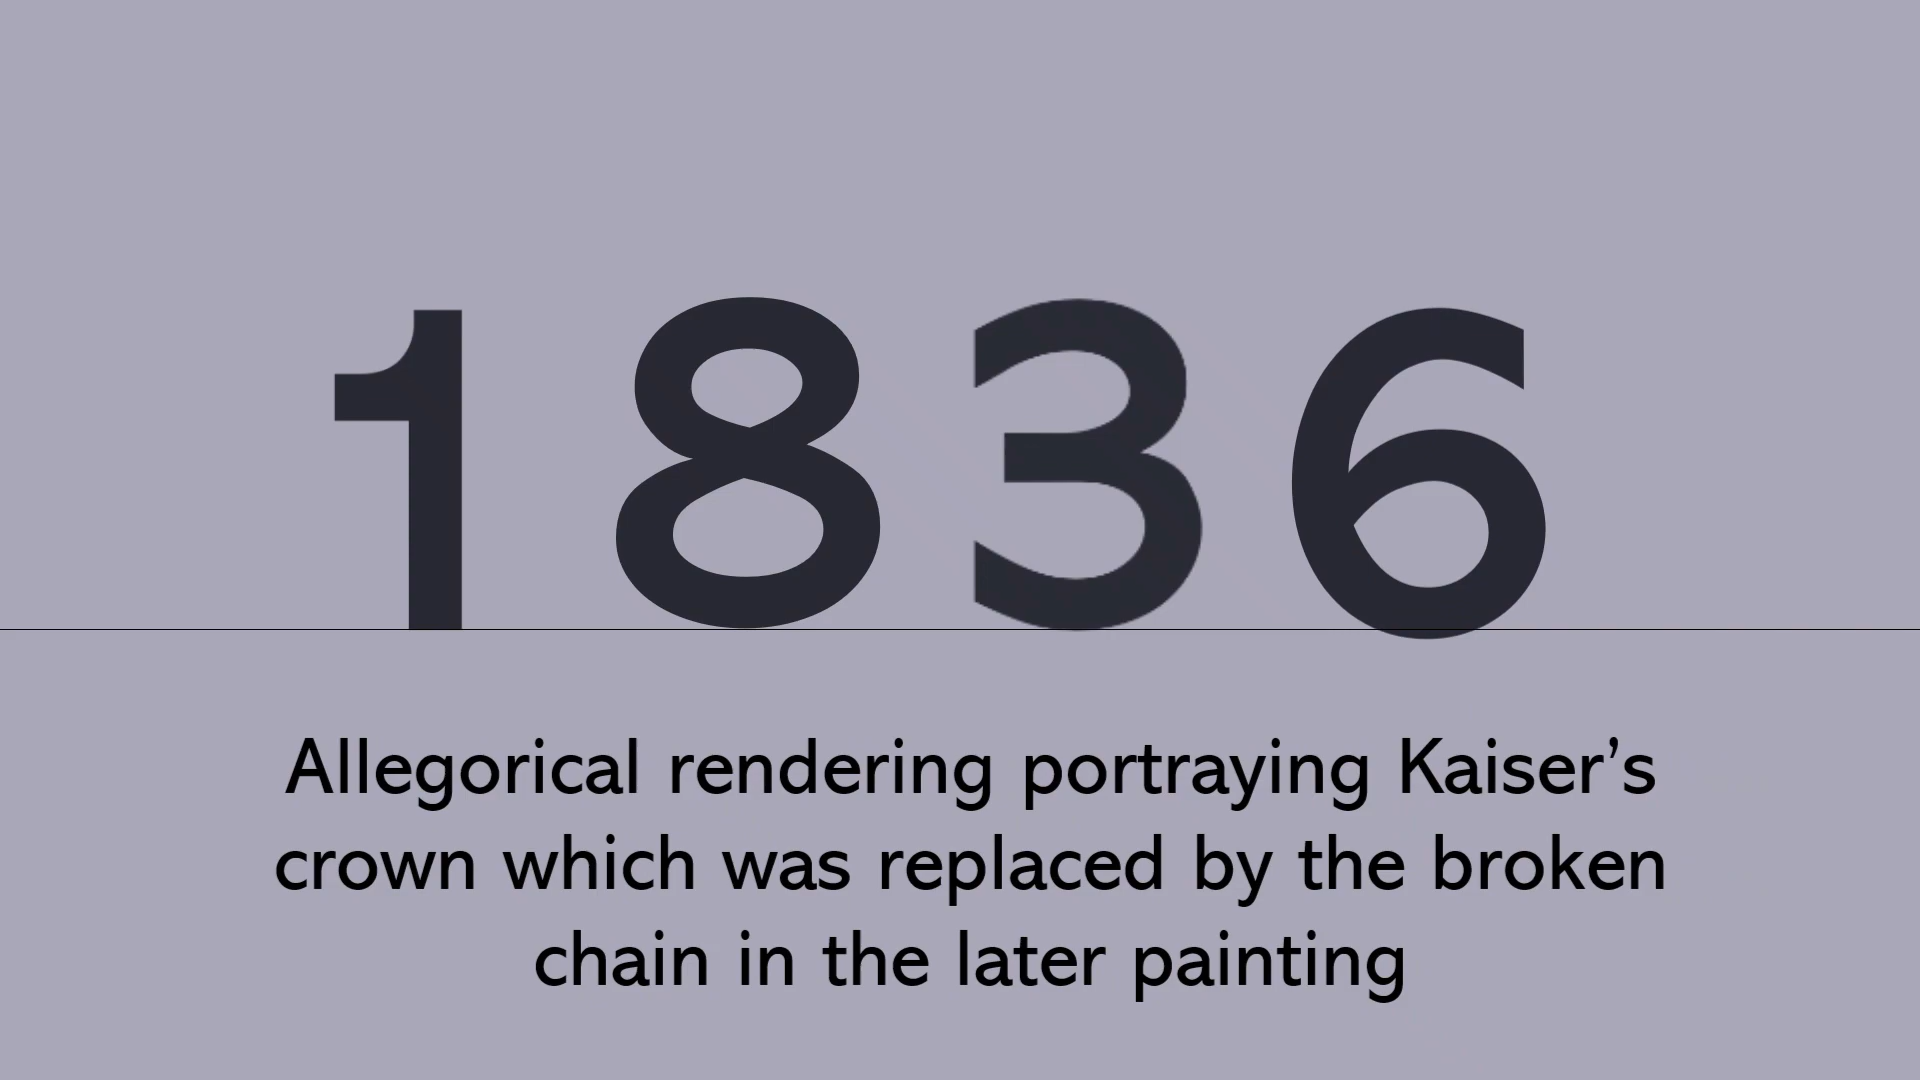 1836
Allegorical rendering portraying Kaiser’s
crown which was replaced by the broken
chain in the later painting